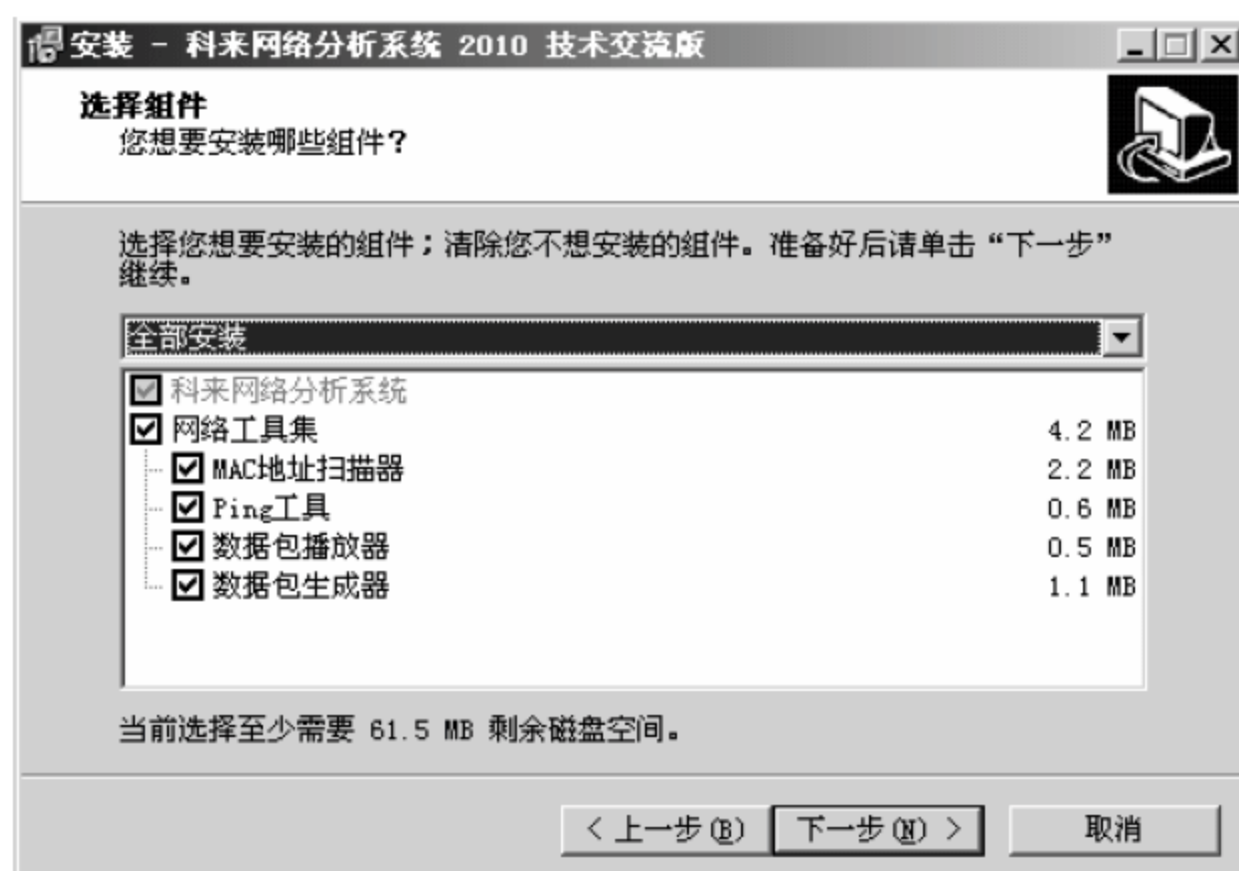 安装 - 科来网络分析系统 2010 技术交流版
选择组件
您想要安装哪些组件?
选择您想要安装的组件；清除您不想安装的组件。准备好后请单击“下一步”
继续。
全部安装
科来网络分析系统
网络工具集 4.2 MB
MAC地址扫描器 2.2 MB
Ping工具 0.6 MB
数据包播放器 0.5 MB
数据包生成器 1.1 MB
当前选择至少需要 61.5 MB 剩余磁盘空间。
< 上一步(B) 下一步(N) > 取消